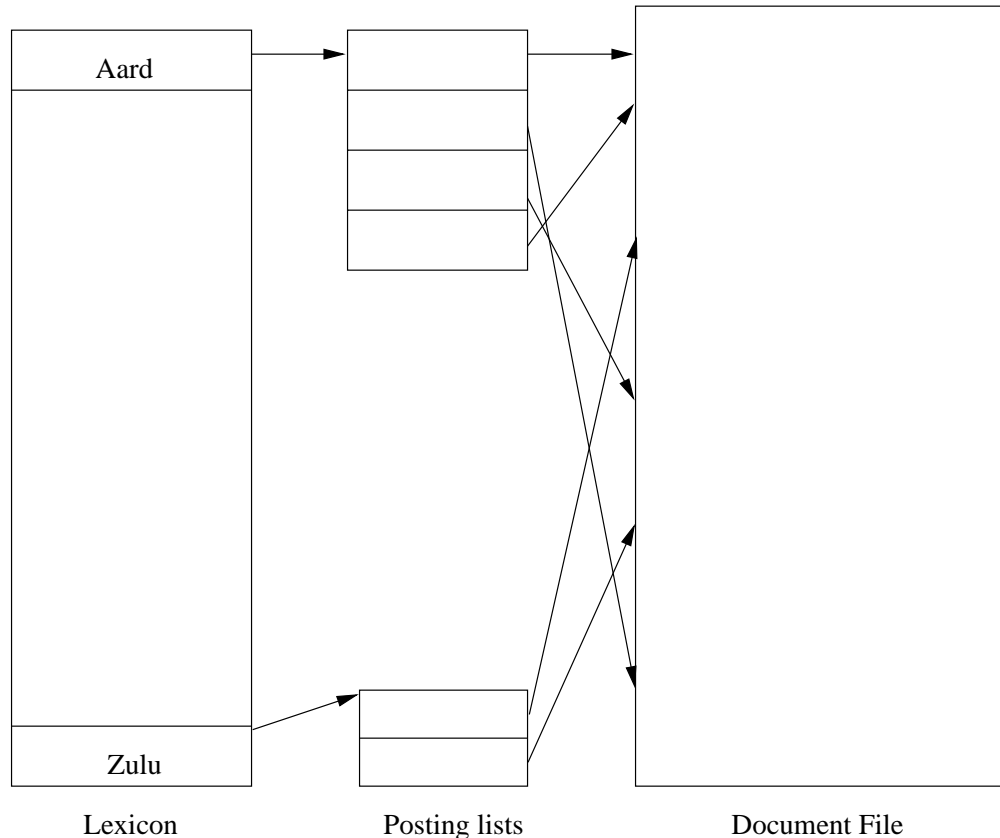 Aard
Zulu
Lexicon
Posting lists
Document File